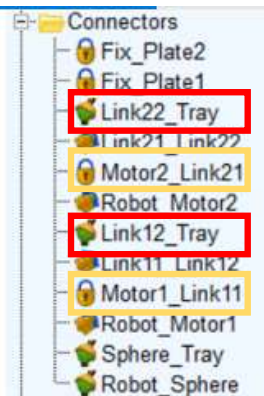 Connectors
Fix_Plate2
Fix_Plate1
Link22_Tray
Link21_Link22
Motor2_Link21
Robot_Motor2
Link12_Tray
Link11_Link12
Motor1_Link11
Robot_Motor1
Sphere_Tray
Robot_Sphere